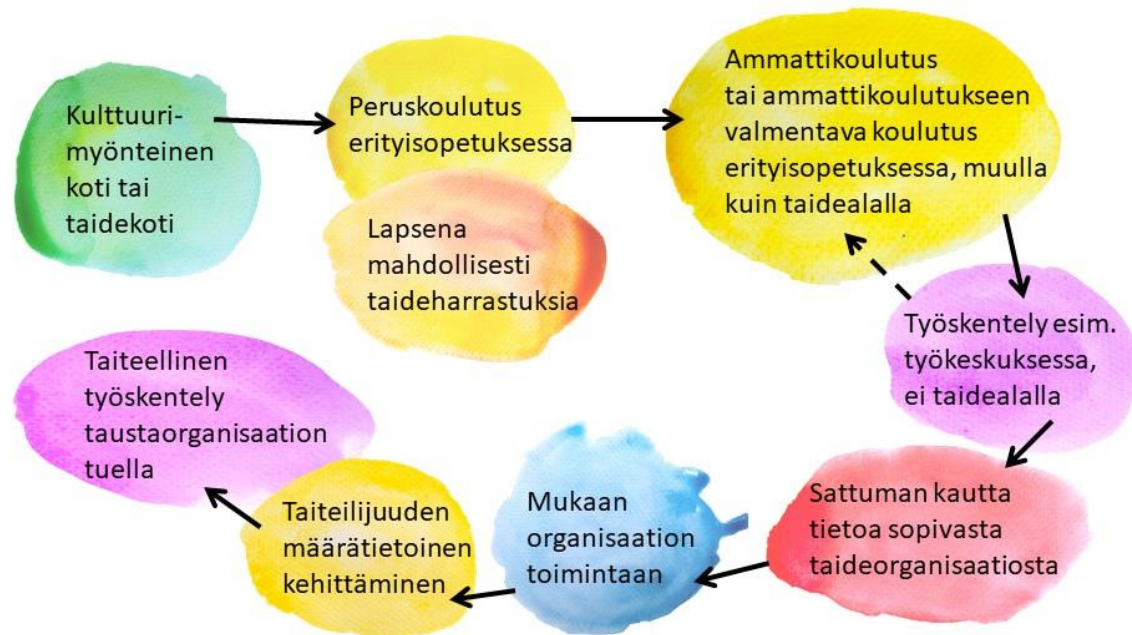 Kulttuuri-
myönteinen
koti tai
taidekoti
Peruskoulutus
erityisopetuksessa
Lapsena
mahdollisesti
taideharrastuksia
Ammattikoulutus
tai ammattikoulutukseen
valmentava koulutus
erityisopetuksessa, muulla
kuin taidealalla
Työskentely esim.
työkeskuksessa,
ei taidealalla
Sattuman kautta
tietoa sopivasta
taideorganisaatiosta
Mukaan
organisaation
toimintaan
Taiteilijuuden
määrätietoinen
kehittäminen
Taiteellinen
työskentely
taustaorganisaation
tuella